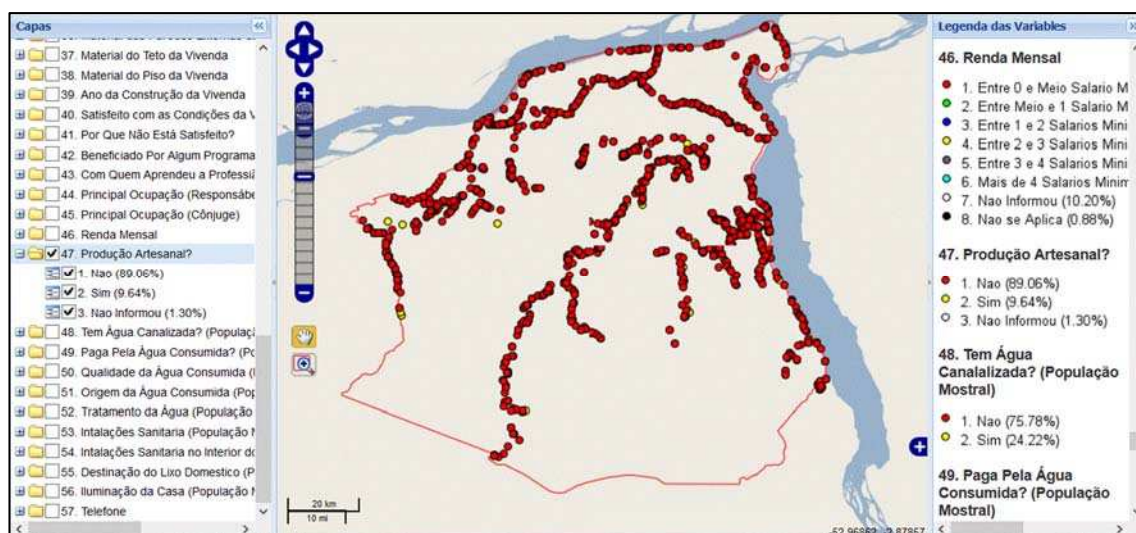 Capas
37. Material do Teto da Vivenda
38. Material do Piso da Vivenda
39. Ano da Construção da Vivenda
40. Satisfeito com as Condições da V
41. Por Que Não Está Satisfeito?
42. Beneficiado Por Algum Programa
43. Com Quem Aprendeu a Professiã
44. Principal Ocupação (Responsábe
45. Principal Ocupação (Cônjuge)
46. Renda Mensal
47. Produção Artesanal?
1. Nao (89.06%)
2. Sim (9.64%)
3. Nao Informou (1.30%)
48. Tem Água Canalizada? (Populaçã
49. Paga Pela Água Consumida? (Po
50. Qualidade da Água Consumida (
51. Origem da Água Consumida (Pop
52. Tratamento da Água (População
53. Intalações Sanitaria (População M
54. Intalações Sanitaria no Interior do
55. Destinação do Lixo Domestico (P
56. Iluminação da Casa (População M
57. Telefone
20 km
10 mi
Legenda das Variables
46. Renda Mensal
1. Entre 0 e Meio Salario M
2. Entre Meio e 1 Salario M
3. Entre 1 e 2 Salarios Mini
4. Entre 2 e 3 Salarios Mini
5. Entre 3 e 4 Salarios Mini
6. Mais de 4 Salarios Minim
7. Nao Informou (10.20%)
8. Nao se Aplica (0.88%)
47. Produção Artesanal?
1. Nao (89.06%)
2. Sim (9.64%)
3. Nao Informou (1.30%)
48. Tem Água
Canalalizada? (População
Mostral)
1. Nao (75.78%)
2. Sim (24.22%)
49. Paga Pela Água
Consumida? (População
Mostral)